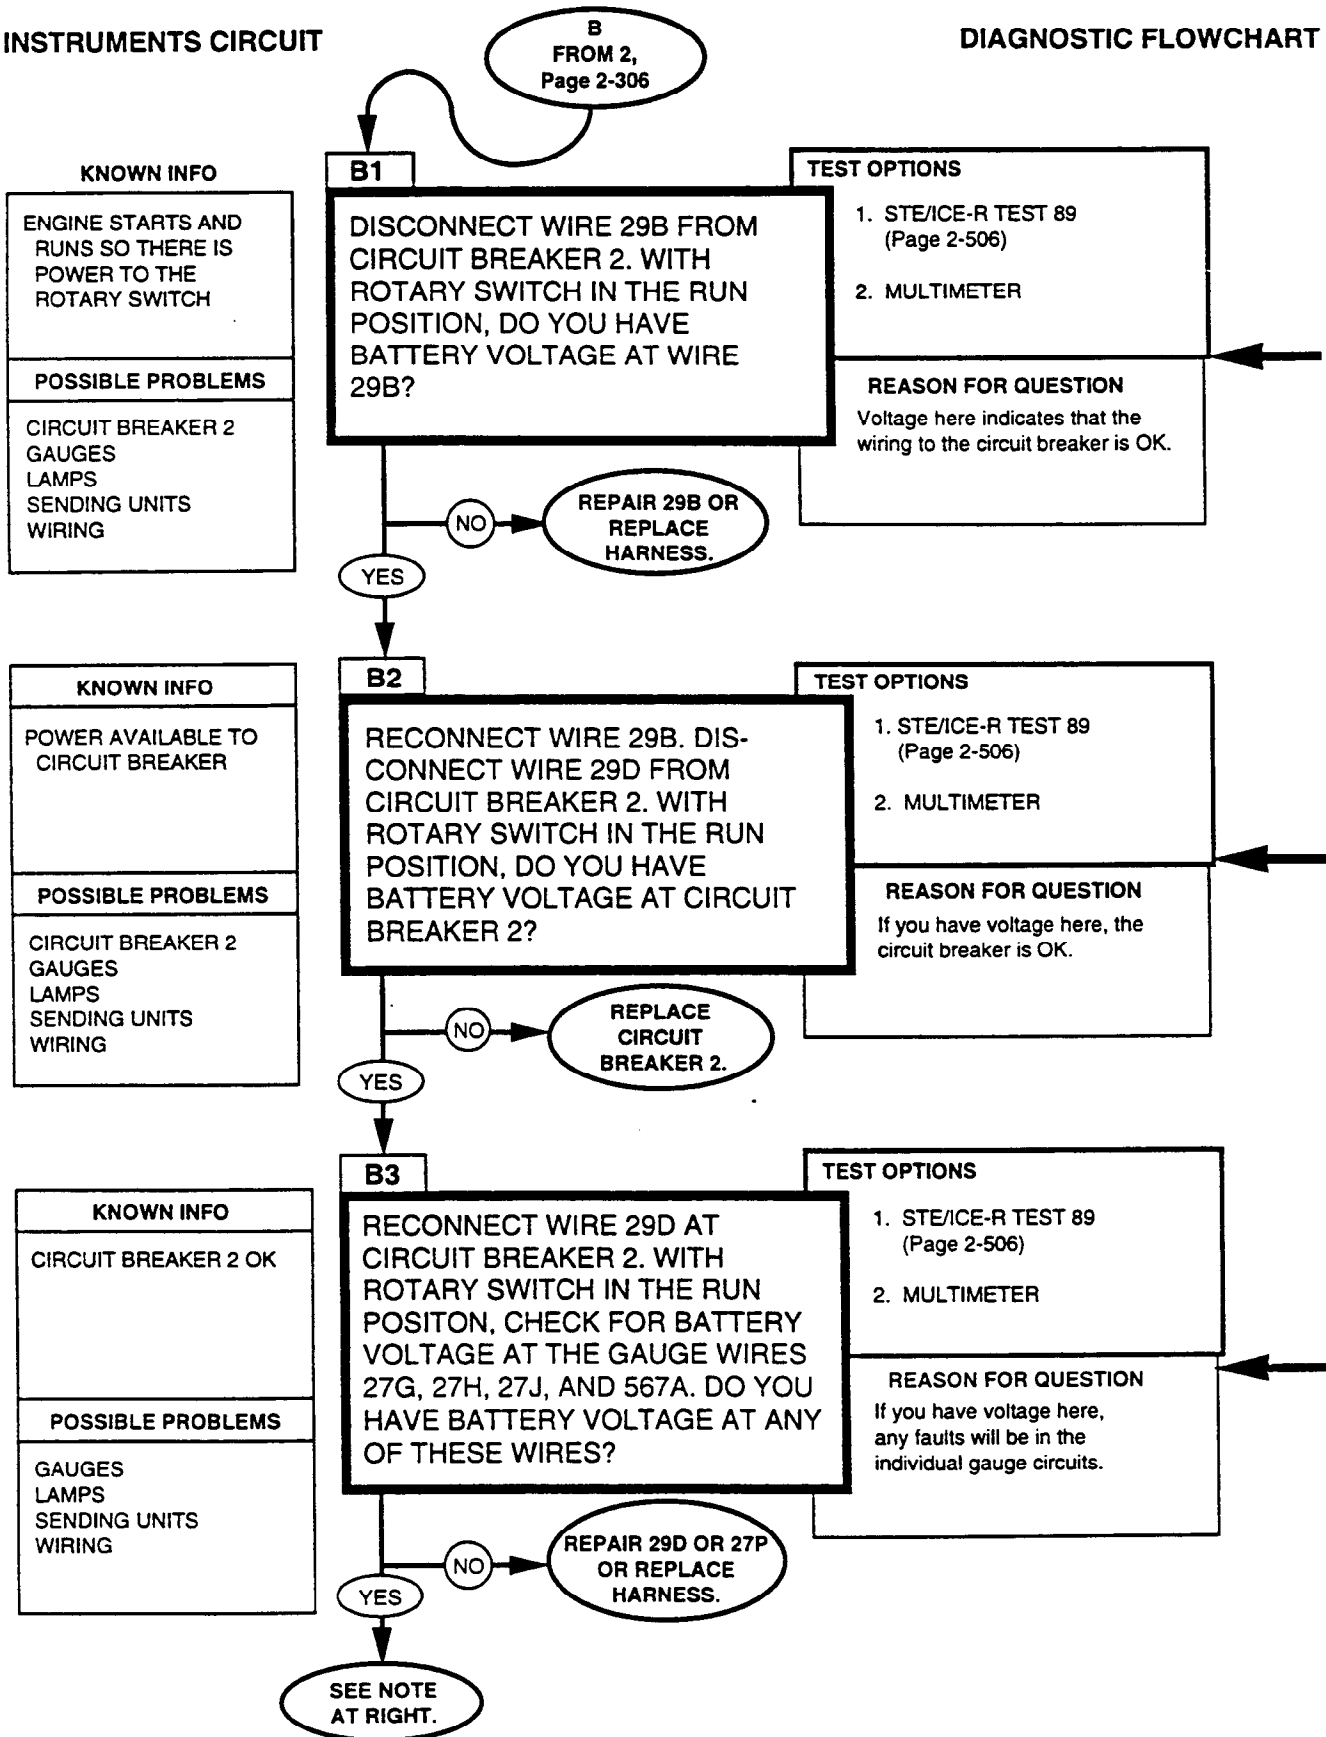 INSTRUMENTS CIRCUIT
DIAGNOSTIC FLOWCHART
B
FROM 2,
Page 2-306
KNOWN INFO
ENGINE STARTS AND
RUNS SO THERE IS
POWER TO THE
ROTARY SWITCH
POSSIBLE PROBLEMS
CIRCUIT BREAKER 2
GAUGES
LAMPS
SENDING UNITS
WIRING
B1
DISCONNECT WIRE 29B FROM
CIRCUIT BREAKER 2. WITH
ROTARY SWITCH IN THE RUN
POSITION, DO YOU HAVE
BATTERY VOLTAGE AT WIRE
29B?
TEST OPTIONS
1. STE/ICE-R TEST 89
(Page 2-506)
2. MULTIMETER
REASON FOR QUESTION
Voltage here indicates that the
wiring to the circuit breaker is OK.
NO
REPAIR 29B OR
REPLACE
HARNESS.
YES
KNOWN INFO
POWER AVAILABLE TO
CIRCUIT BREAKER
POSSIBLE PROBLEMS
CIRCUIT BREAKER 2
GAUGES
LAMPS
SENDING UNITS
WIRING
B2
RECONNECT WIRE 29B. DIS-
CONNECT WIRE 29D FROM
CIRCUIT BREAKER 2. WITH
ROTARY SWITCH IN THE RUN
POSITION, DO YOU HAVE
BATTERY VOLTAGE AT CIRCUIT
BREAKER 2?
TEST OPTIONS
1. STE/ICE-R TEST 89
(Page 2-506)
2. MULTIMETER
REASON FOR QUESTION
If you have voltage here, the
circuit breaker is OK.
NO
REPLACE
CIRCUIT
BREAKER 2.
YES
KNOWN INFO
CIRCUIT BREAKER 2 OK
POSSIBLE PROBLEMS
GAUGES
LAMPS
SENDING UNITS
WIRING
B3
RECONNECT WIRE 29D AT
CIRCUIT BREAKER 2. WITH
ROTARY SWITCH IN THE RUN
POSITON, CHECK FOR BATTERY
VOLTAGE AT THE GAUGE WIRES
27G, 27H, 27J, AND 567A. DO YOU
HAVE BATTERY VOLTAGE AT ANY
OF THESE WIRES?
TEST OPTIONS
1. STE/ICE-R TEST 89
(Page 2-506)
2. MULTIMETER
REASON FOR QUESTION
If you have voltage here,
any faults will be in the
individual gauge circuits.
NO
REPAIR 29D OR 27P
OR REPLACE
HARNESS.
YES
SEE NOTE
AT RIGHT.